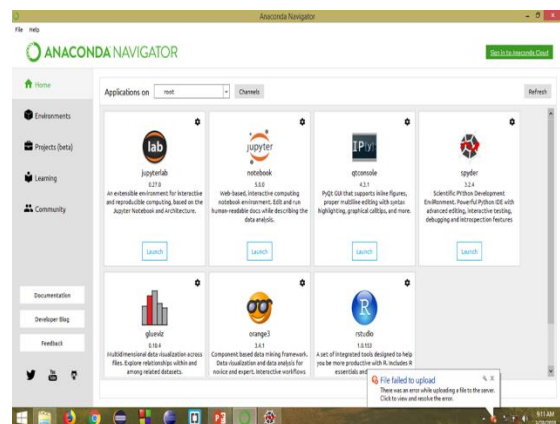 Anaconda Navigator
File Help
ANACONDA NAVIGATOR
Sign in to Anaconda Cloud
Home
Applications on root Channels Refresh
Environments
Projects (beta)
Learning
Community
Documentation
Developer Blog
Feedback
lab
jupyterlab
0.27.0
An extensible environment for interactive
and reproducible computing, based on the
Jupyter Notebook and Architecture.
Launch
jupyter
notebook
5.0.0
Web-based, interactive computing
notebook environment. Edit and run
human-readable docs while describing the
data analysis.
Launch
IP[y]:
qtconsole
4.3.1
PyQt GUI that supports inline figures,
proper multiline editing with syntax
highlighting, graphical calltips, and more.
Launch
spyder
3.2.4
Scientific PYthon Development
EnviRonment. Powerful Python IDE with
advanced editing, interactive testing,
debugging and introspection features
Launch
glueviz
0.10.4
Multidimensional data visualization across
files. Explore relationships within and
among related datasets.
orange3
3.4.1
Component based data mining framework.
Data visualization and data analysis for
novice and expert. Interactive workflows
R
rstudio
1.0.153
A set of integrated tools designed to help
you be more productive with R. Includes R
essentials and
File failed to upload
There was an error while uploading a file to the server.
Click to view and resolve the error.
9:11 AM